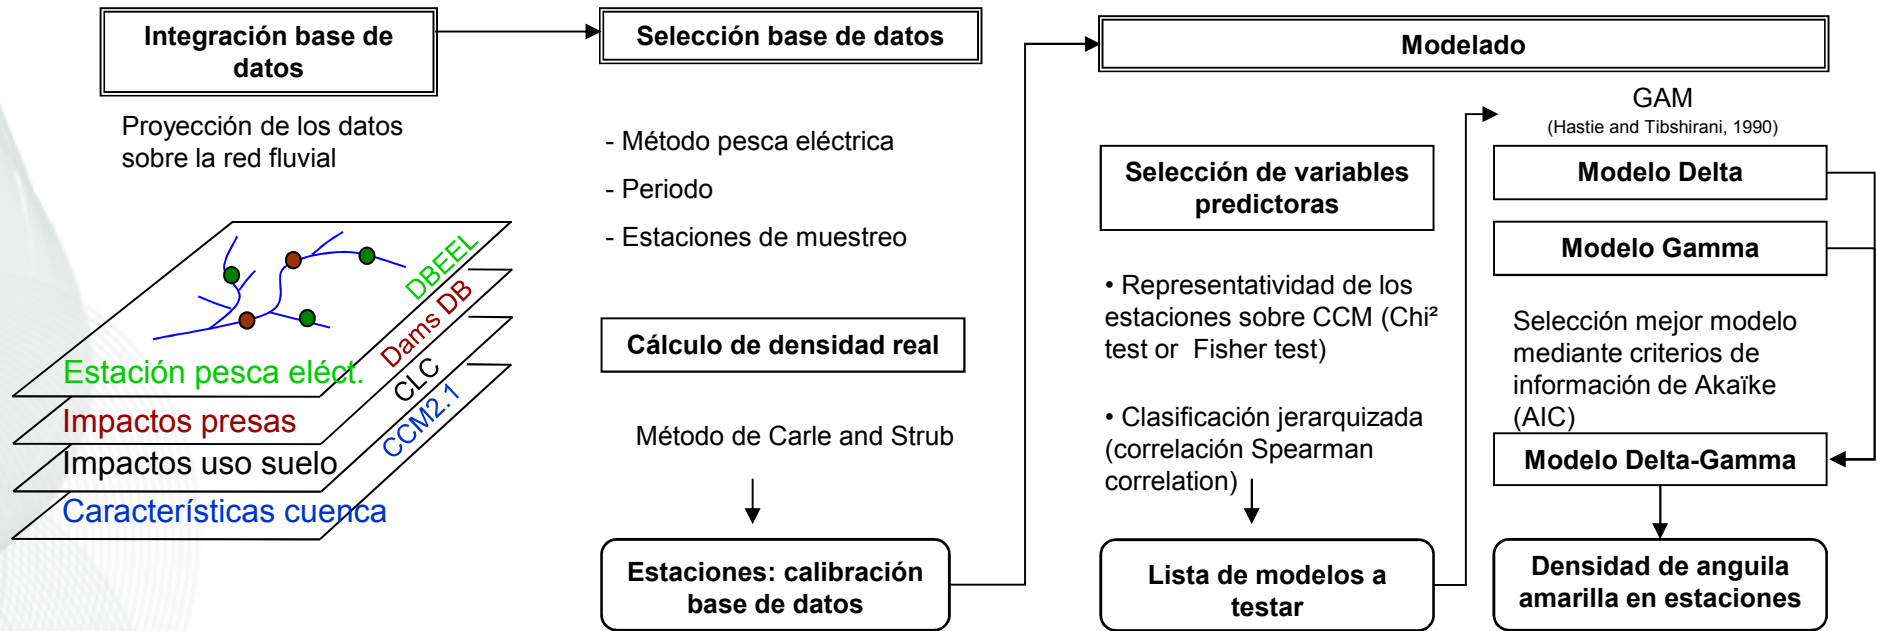 Integración base de
datos
Proyección de los datos
sobre la red fluvial
DBEEL
Dams DB
CLC
CCM2.1
Estación pesca eléct.
Impactos presas
Impactos uso suelo
Características cuenca
Selección base de datos
- Método pesca eléctrica
- Periodo
- Estaciones de muestreo
Cálculo de densidad real
Método de Carle and Strub
Estaciones: calibración
base de datos
Modelado
Selección de variables
predictoras
• Representatividad de los
estaciones sobre CCM (Chi²
test or Fisher test)
• Clasificación jerarquizada
(correlación Spearman
correlation)
Lista de modelos a
testar
GAM
(Hastie and Tibshirani, 1990)
Modelo Delta
Modelo Gamma
Selección mejor modelo
mediante criterios de
información de Akaïke
(AIC)
Modelo Delta-Gamma
Densidad de anguila
amarilla en estaciones